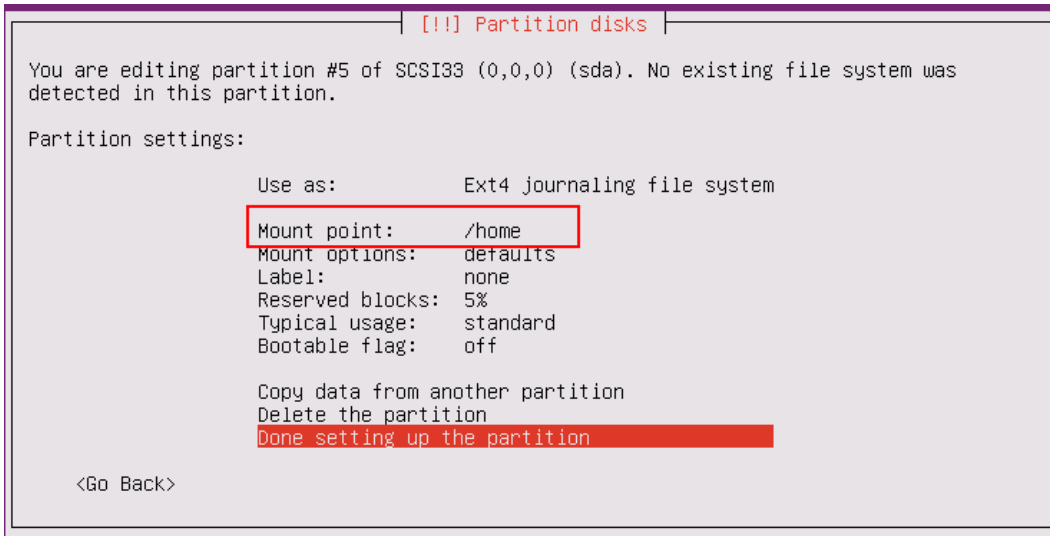 [!!] Partition disks
You are editing partition #5 of SCSI33 (0,0,0) (sda). No existing file system was
detected in this partition.
Partition settings:
Use as: Ext4 journaling file system
Mount point: /home
Mount options: defaults
Label: none
Reserved blocks: 5%
Typical usage: standard
Bootable flag: off
Copy data from another partition
Delete the partition
Done setting up the partition
<Go Back>